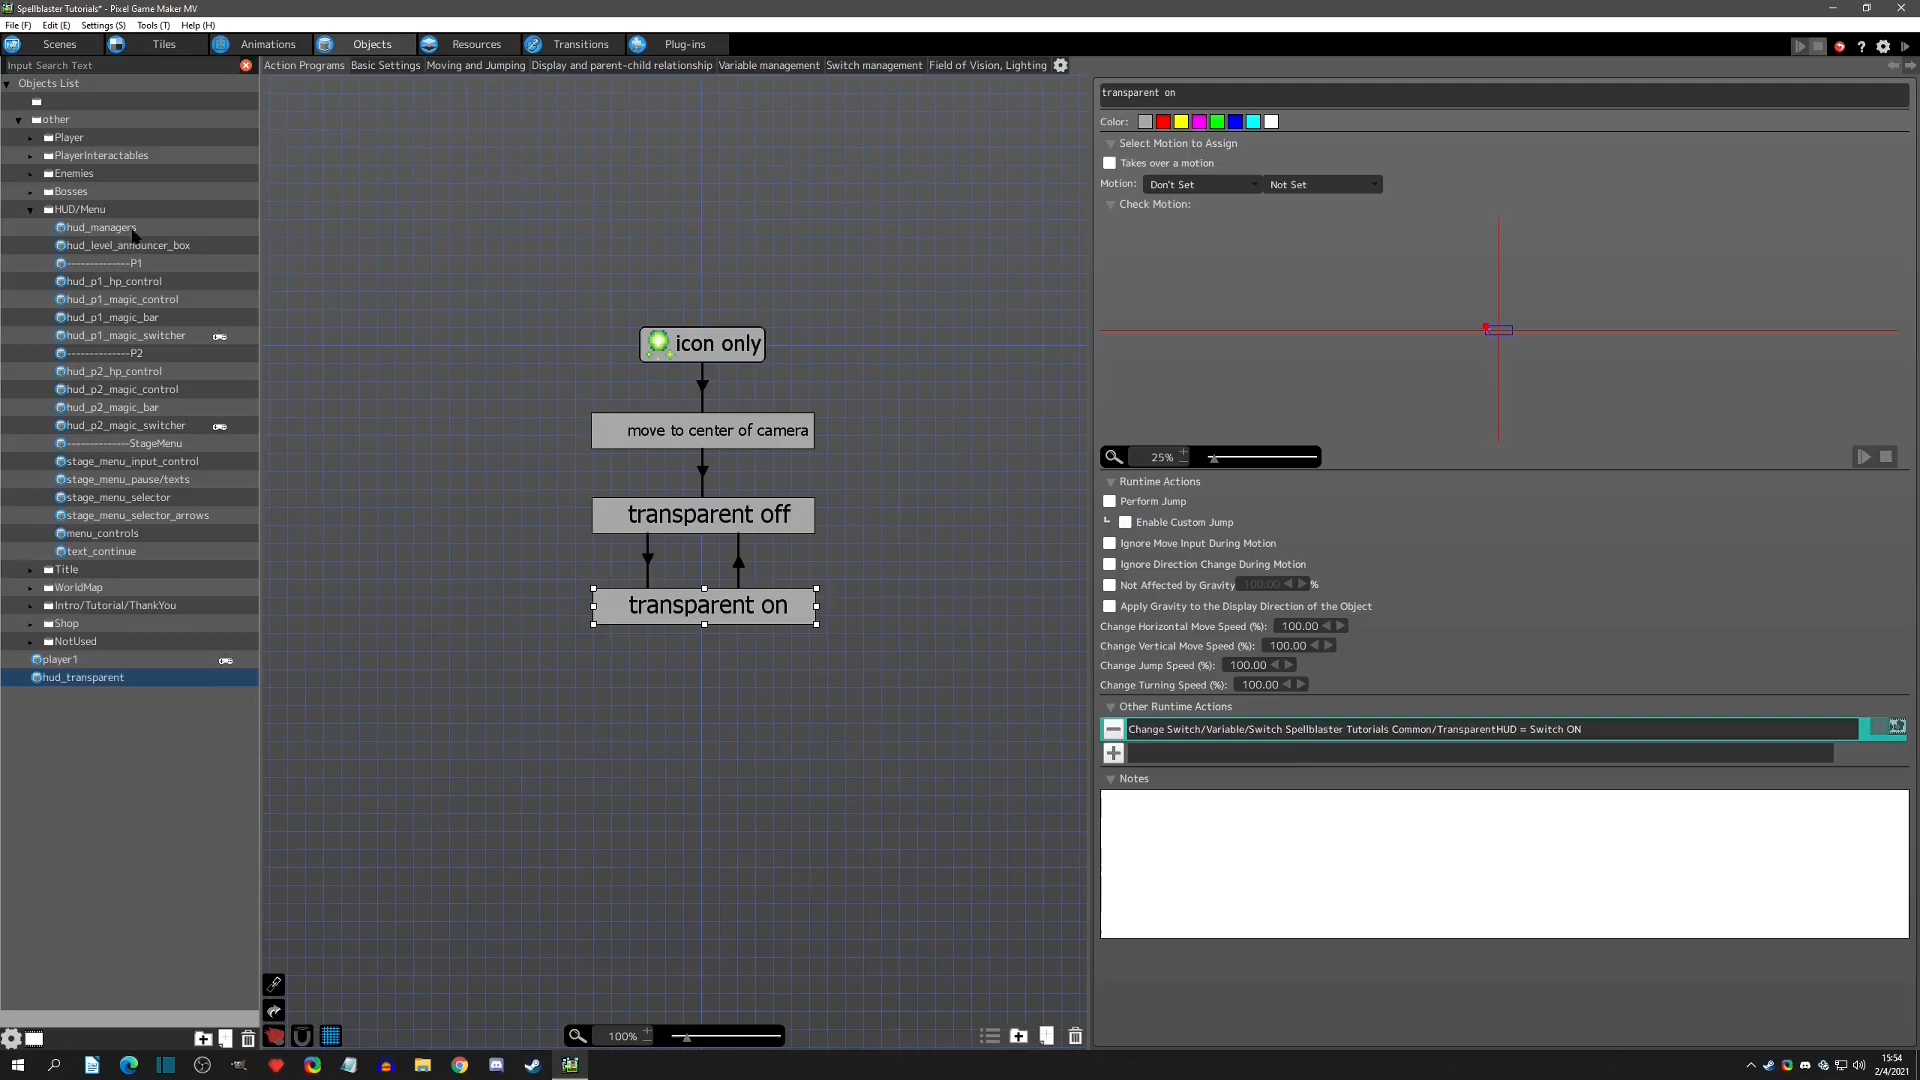 Spellblaster Tutorials* - Pixel Game Maker MV
File (F) Edit (E) Settings (S) Tools (T) Help (H)
Scenes Tiles Animations Objects Resources Transitions Plug-ins
Input Search Text
Action Programs Basic Settings Moving and Jumping Display and parent-child relationship Variable management Switch management Field of Vision, Lighting
Objects List
other
Player
PlayerInteractables
Enemies
Bosses
HUD/Menu
hud_managers
hud_level_announcer_box
--------------P1
hud_p1_hp_control
hud_p1_magic_control
hud_p1_magic_bar
hud_p1_magic_switcher
--------------P2
hud_p2_hp_control
hud_p2_magic_control
hud_p2_magic_bar
hud_p2_magic_switcher
--------------StageMenu
stage_menu_input_control
stage_menu_pause/texts
stage_menu_selector
stage_menu_selector_arrows
menu_controls
text_continue
Title
WorldMap
Intro/Tutorial/ThankYou
Shop
NotUsed
player1
hud_transparent
icon only
move to center of camera
transparent off
transparent on
100%
transparent on
Color:
Select Motion to Assign
Takes over a motion
Motion: Don't Set Not Set
Check Motion:
25%
Runtime Actions
Perform Jump
Enable Custom Jump
Ignore Move Input During Motion
Ignore Direction Change During Motion
Not Affected by Gravity 100.00 %
Apply Gravity to the Display Direction of the Object
Change Horizontal Move Speed (%): 100.00
Change Vertical Move Speed (%): 100.00
Change Jump Speed (%): 100.00
Change Turning Speed (%): 100.00
Other Runtime Actions
Change Switch/Variable/Switch Spellblaster Tutorials Common/TransparentHUD = Switch ON
Notes
15:54
2/4/2021